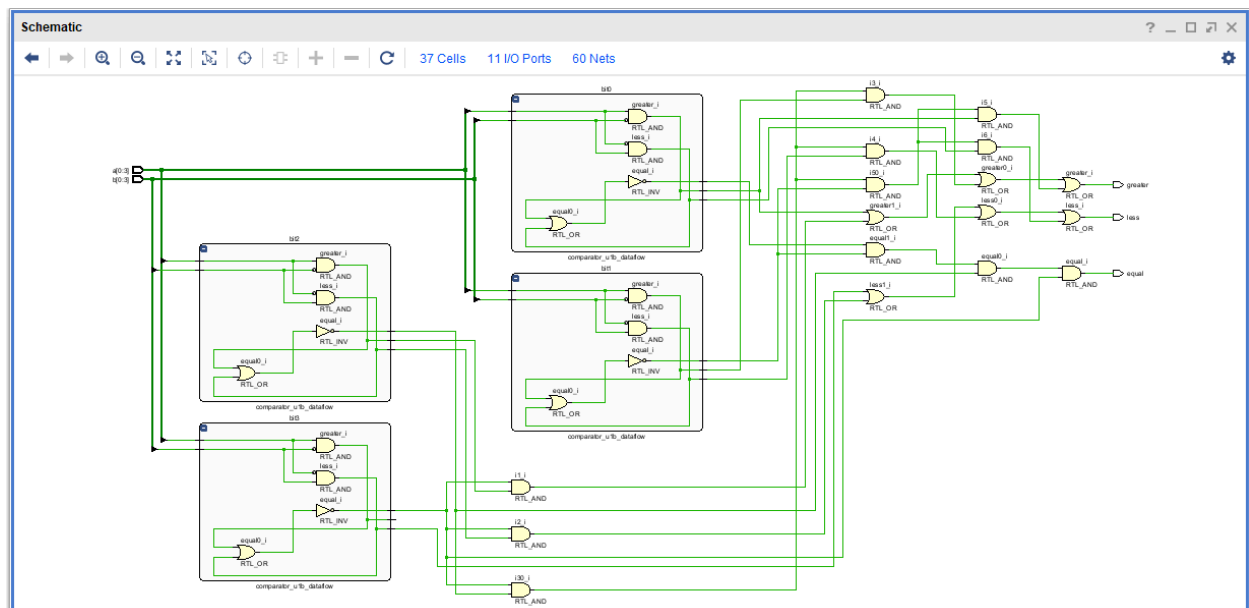 Schematic
37 Cells 11 I/O Ports 60 Nets
a[0:3]
b[0:3]
bit0
greater_i
RTL_AND
less_i
RTL_AND
equal_i
RTL_INV
equal0_i
RTL_OR
comparator_u1b_dataflow
bit2
greater_i
RTL_AND
less_i
RTL_AND
equal_i
RTL_INV
equal0_i
RTL_OR
comparator_u1b_dataflow
bit1
greater_i
RTL_AND
less_i
RTL_AND
equal_i
RTL_INV
equal0_i
RTL_OR
comparator_u1b_dataflow
bit3
greater_i
RTL_AND
less_i
RTL_AND
equal_i
RTL_INV
equal0_i
RTL_OR
comparator_u1b_dataflow
i1_i
RTL_AND
i2_i
RTL_AND
i30_i
RTL_AND
i3_i
RTL_AND
i4_i
RTL_AND
i50_i
RTL_AND
greater1_i
RTL_OR
equal1_i
RTL_AND
less1_i
RTL_OR
i5_i
RTL_AND
i6_i
RTL_AND
greater0_i
RTL_OR
less0_i
RTL_OR
equal0_i
RTL_AND
greater_i
RTL_OR
less_i
RTL_OR
equal_i
RTL_AND
greater
less
equal